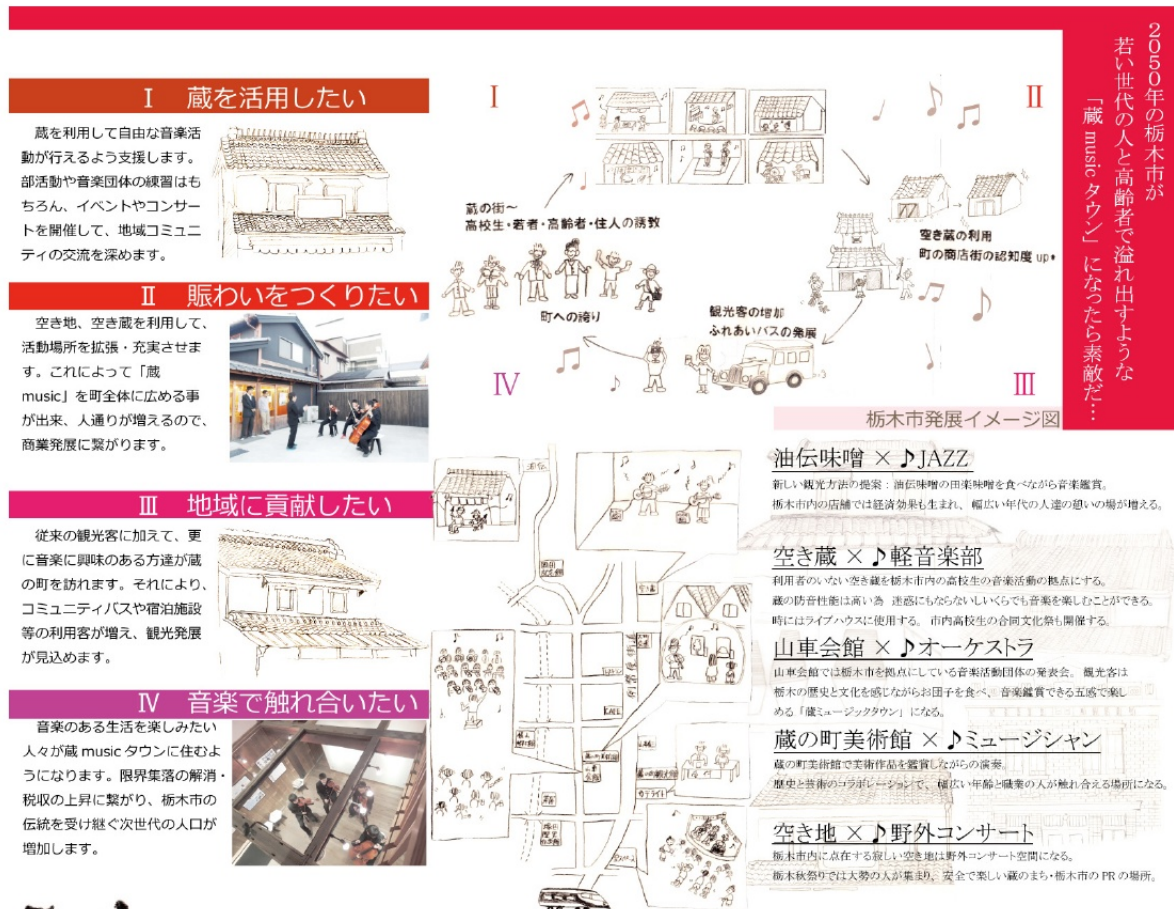 2050年の栃木市が
若い世代の人と高齢者で溢れ出すような
「蔵 music タウン」になったら素敵だ…
Ⅰ 蔵を活用したい
蔵を利用して自由な音楽活
動が行えるよう支援します。
部活動や音楽団体の練習はも
ちろん、イベントやコンサー
トを開催して、地域コミュニ
ティの交流を深めます。
Ⅱ 賑わいをつくりたい
空き地、空き蔵を利用して、
活動場所を拡張・充実させま
す。これによって「蔵
music」を町全体に広める事
が出来、人通りが増えるので、
商業発展に繋がります。
Ⅲ 地域に貢献したい
従来の観光客に加えて、更
に音楽に興味のある方達が蔵
の町を訪れます。それにより、
コミュニティバスや宿泊施設
等の利用客が増え、観光発展
が見込めます。
Ⅳ 音楽で触れ合いたい
音楽のある生活を楽しみたい
人々が蔵 music タウンに住むよ
うになります。限界集落の解消・
税収の上昇に繋がり、栃木市の
伝統を受け継ぐ次世代の人口が
増加します。
Ⅰ
Ⅱ
蔵の街～
高校生・若者・高齢者・住人の誘致
空き蔵の利用
町の商店街の認知度 up
町への誇り
観光客の増加
ふれあいバスの発展
Ⅳ
Ⅲ
栃木市発展イメージ図
油伝味噌 × ♪JAZZ
新しい観光方法の提案：油伝味噌の田楽味噌を食べながら音楽鑑賞。
栃木市内の店舗では経済効果も生まれ、幅広い年代の人達の憩いの場が増える。
空き蔵 × ♪軽音楽部
利用者のいない空き蔵を栃木市内の高校生の音楽活動の拠点にする。
蔵の防音性能は高い為 迷惑にもならないしいくらでも音楽を楽しむことができる。
時にはライブハウスに使用する。市内高校生の合同文化祭も開催する。
山車会館 × ♪オーケストラ
山車会館では栃木市を拠点にしている音楽活動団体の発表会。観光客は
栃木の歴史と文化を感じながらお団子を食べ、音楽鑑賞できる五感で楽し
める「蔵ミュージックタウン」になる。
蔵の町美術館 × ♪ミュージシャン
蔵の町美術館で美術作品を鑑賞しながらの演奏。
歴史と芸術のコラボレーションで、幅広い年齢と職業の人が触れ合える場所になる。
空き地 × ♪野外コンサート
栃木市内に点在する寂しい空き地は野外コンサート空間になる。
栃木秋祭りでは大勢の人が集まり、安全で楽しい蔵のまち・栃木市の PR の場所。